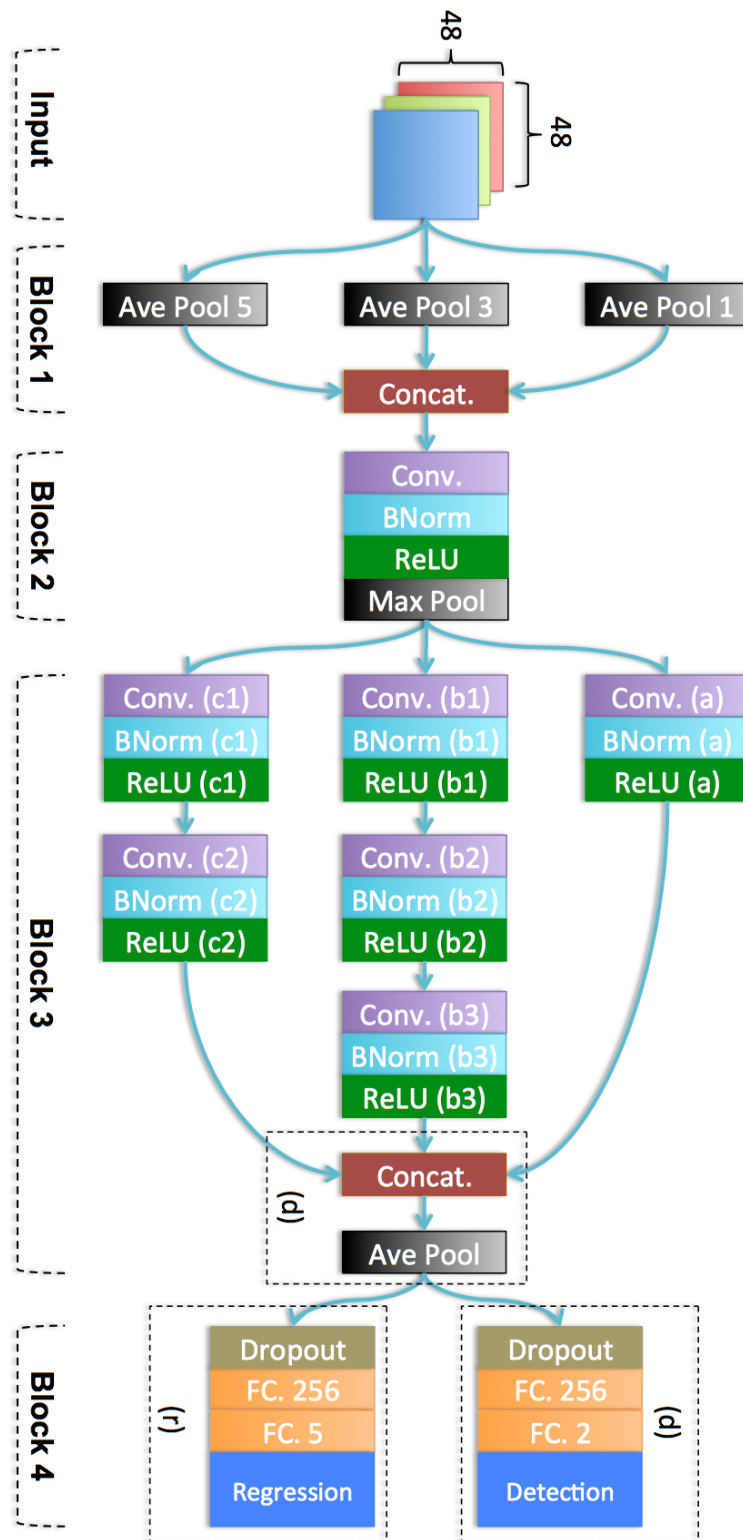 48
48
Input
Block 1
Ave Pool 5
Ave Pool 3
Ave Pool 1
Concat.
Block 2
Conv.
BNorm
ReLU
Max Pool
Block 3
Conv. (c1)
BNorm (c1)
ReLU (c1)
Conv. (b1)
BNorm (b1)
ReLU (b1)
Conv. (a)
BNorm (a)
ReLU (a)
Conv. (c2)
BNorm (c2)
ReLU (c2)
Conv. (b2)
BNorm (b2)
ReLU (b2)
Conv. (b3)
BNorm (b3)
ReLU (b3)
(d)
Concat.
Ave Pool
Block 4
(r)
Dropout
FC. 256
FC. 5
Regression
Dropout
FC. 256
FC. 2
Detection
(d)